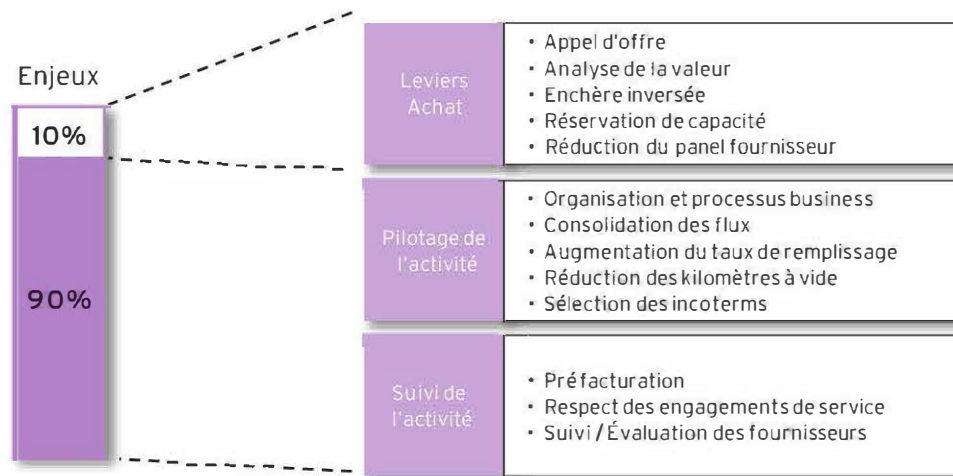 Enjeux
10%
90%
Leviers
Achat
• Appel d'offre
• Analyse de la valeur
• Enchère inversée
• Réservation de capacité
• Réduction du panel fournisseur
Pilotage de
l'activité
• Organisation et processus business
• Consolidation des flux
• Augmentation du taux de remplissage
• Réduction des kilomètres à vide
• Sélection des incoterms
Suivi de
l'activité
• Préfacturation
• Respect des engagements de service
• Suivi / Évaluation des fournisseurs